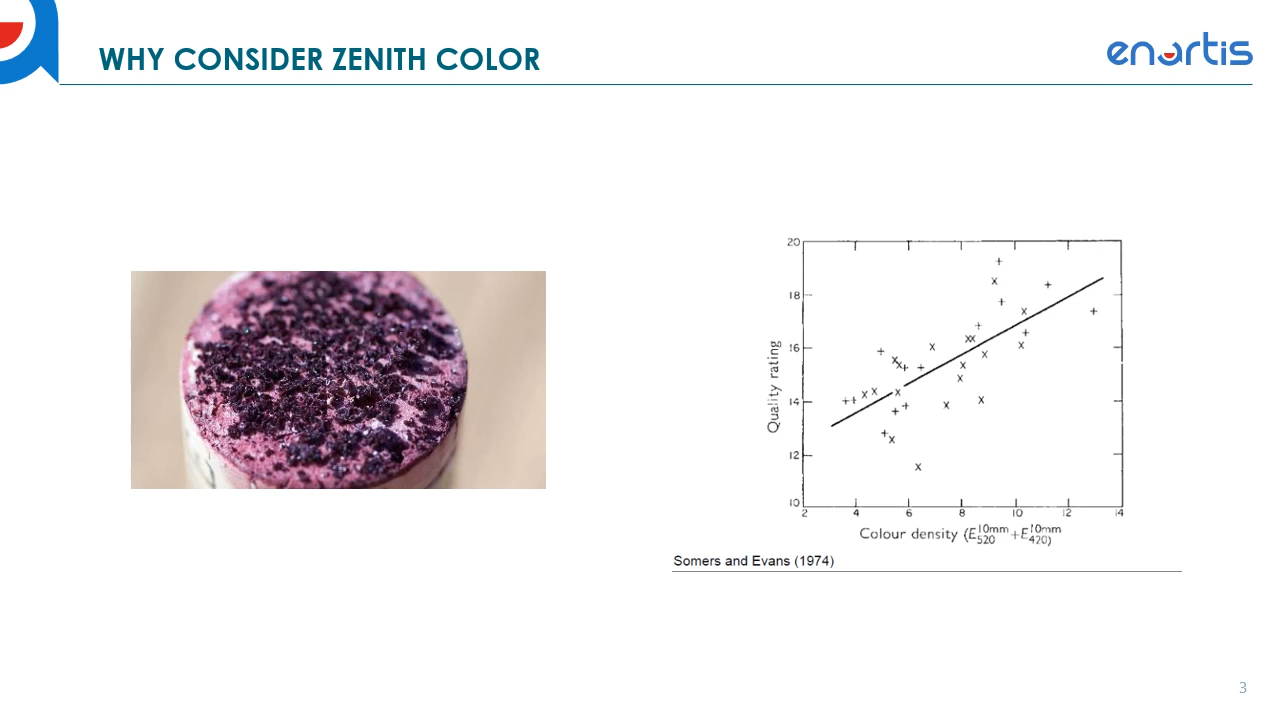 WHY CONSIDER ZENITH COLOR
enartis
20
18
16
14
12
10
Quality rating
2 4 6 8 10 12 14
Colour density (E520 10mm + E420 10mm)
Somers and Evans (1974)
3